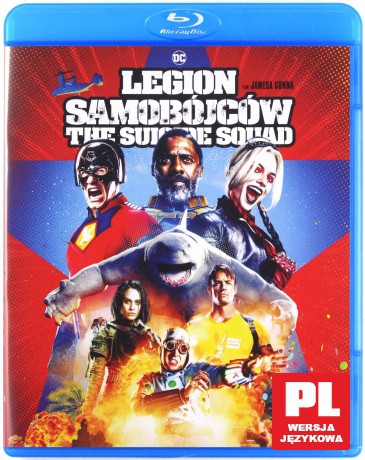 Blu-ray Disc
DC
LEGION
FILM JAMESA GUNNA
SAMOBÓJCÓW
THE SUICIDE SQUAD
PL
WERSJA
JĘZYKOWA